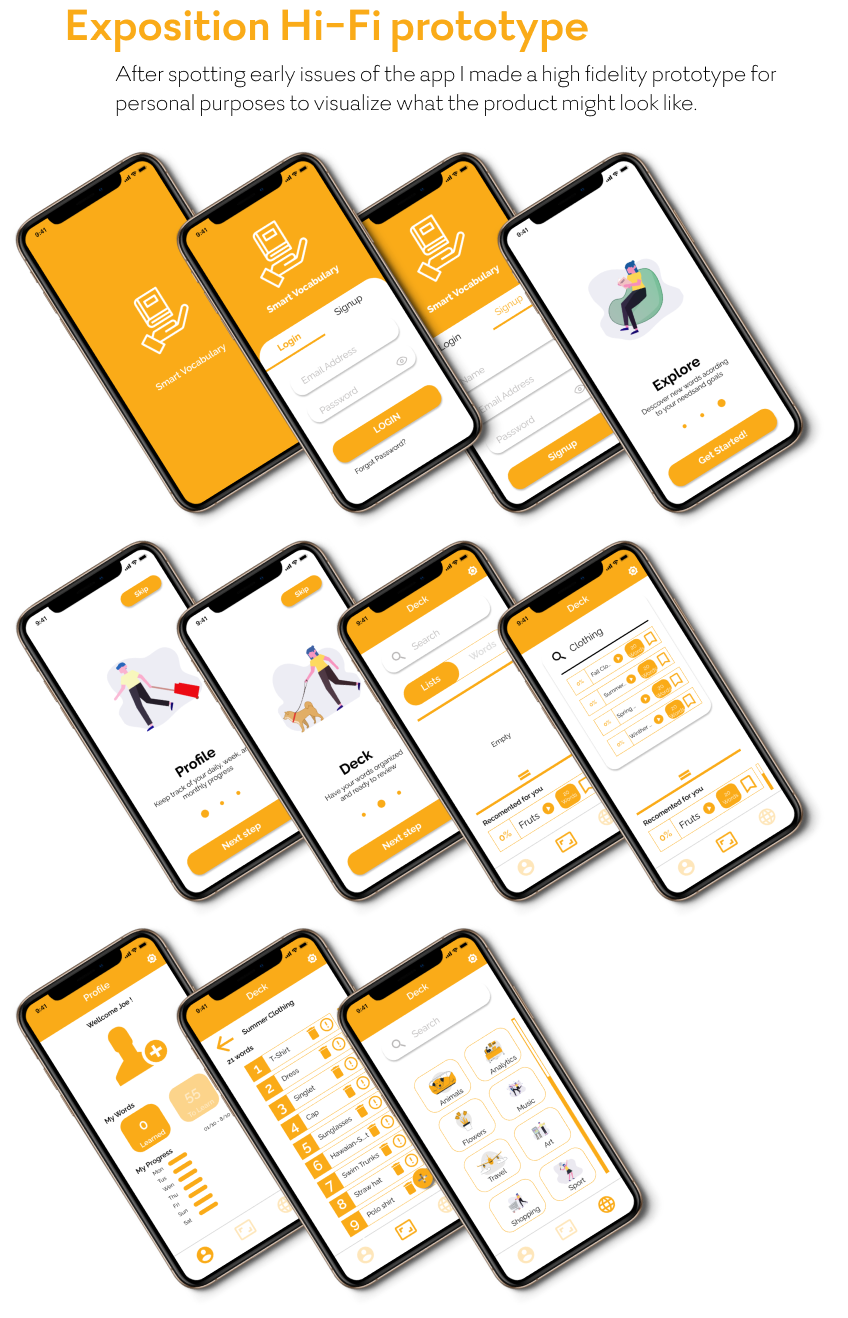 Exposition Hi-Fi prototype
After spotting early issues of the app I made a high fidelity prototype for
personal purposes to visualize what the product might look like.
9:41
Smart Vocabulary
9:41
Smart Vocabulary
Login
Signup
Email Address
Password
LOGIN
Forgot Password?
Smart Vocabulary
Login
Signup
Name
Email Address
Password
Signup
9:41
Explore
Descover new words acording
to your needsand goals
Get Started!
9:41
Skip
Profile
Keep track of your daily, week, a
monthly progress
Next step
9:41
Skip
Deck
Have your words organized
and ready to review
Next step
9:41
Deck
Search
Lists
Words
Empty
Recomented for you
0%
Fruts
Words
9:41
Deck
Clothing
0%
Fall Clo..
0%
Summer..
0%
Spring ..
0%
Winther ..
Recomented for you
0%
Fruts
Words
9:41
Profile
Wellcome Joe !
My Words
0
Learned
55
My Progress
Mon
Tus
Wen
Thu
Fri
Sun
Sat
9:41
Deck
Summer Clothing
21 words
1
T-Shirt
2
Dress
3
Singlet
4
Cap
5
Sunglasses
6
Hawaian-S...t
7
Swim Trunks
8
Straw hat
9
Polo shirt
9:41
Deck
Search
Animals
Analytics
Flowers
Music
Travel
Art
Shopping
Sport